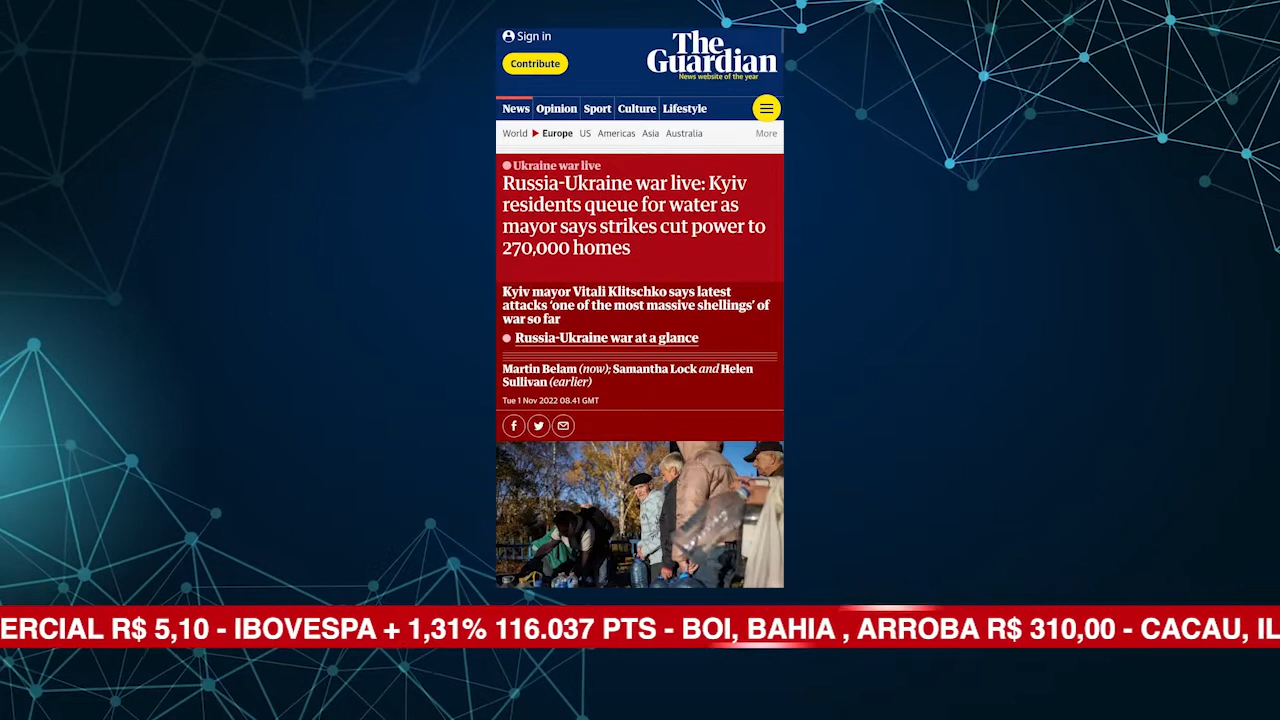 Sign in
Contribute
The
Guardian
News website of the year
News Opinion Sport Culture Lifestyle
World Europe US Americas Asia Australia More
Ukraine war live
Russia-Ukraine war live: Kyiv
residents queue for water as
mayor says strikes cut power to
270,000 homes
Kyiv mayor Vitali Klitschko says latest
attacks ‘one of the most massive shellings’ of
war so far
Russia-Ukraine war at a glance
Martin Belam (now); Samantha Lock and Helen
Sullivan (earlier)
Tue 1 Nov 2022 08.41 GMT
ERCIAL R$ 5,10 - IBOVESPA + 1,31% 116.037 PTS - BOI, BAHIA , ARROBA R$ 310,00 - CACAU, IL